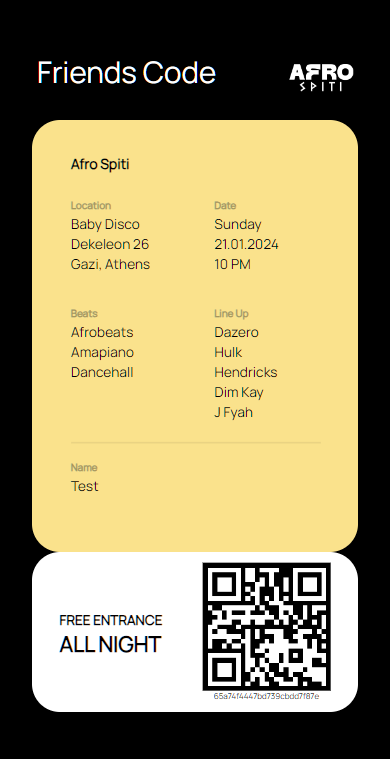 Friends Code
AFRO
SPITI
Afro Spiti
Location
Baby Disco
Dekeleon 26
Gazi, Athens
Date
Sunday
21.01.2024
10 PM
Beats
Afrobeats
Amapiano
Dancehall
Line Up
Dazero
Hulk
Hendricks
Dim Kay
J Fyah
Name
Test
FREE ENTRANCE
ALL NIGHT
65a74f4447bd739cbdd7f87e